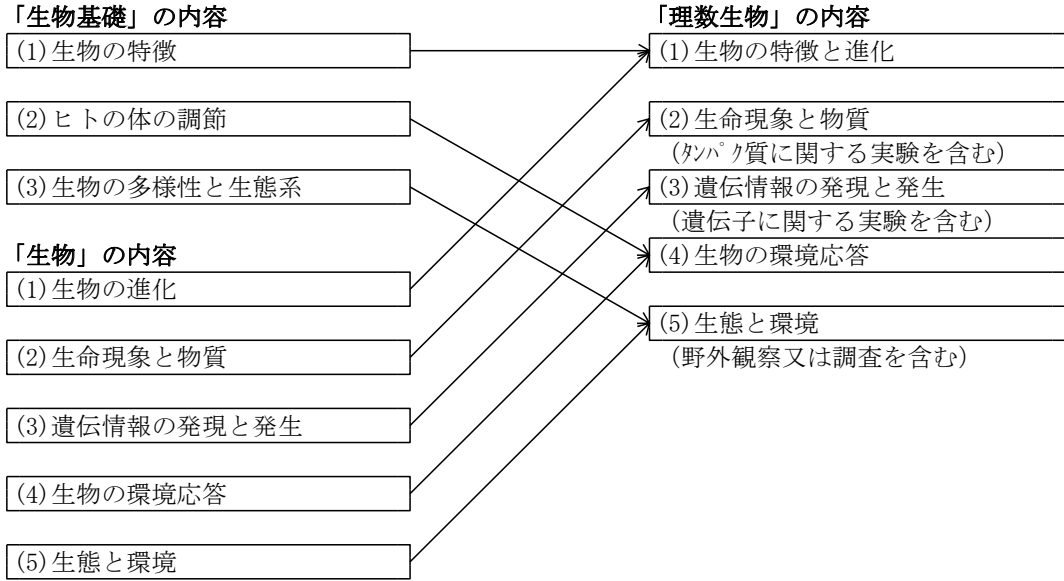 「生物基礎」の内容
(1)生物の特徴
(2)ヒトの体の調節
(3)生物の多様性と生態系
「生物」の内容
(1)生物の進化
(2)生命現象と物質
(3)遺伝情報の発現と発生
(4)生物の環境応答
(5)生態と環境
「理数生物」の内容
(1)生物の特徴と進化
(2)生命現象と物質
(ﾀﾝﾊﾟｸ質に関する実験を含む)
(3)遺伝情報の発現と発生
(遺伝子に関する実験を含む)
(4)生物の環境応答
(5)生態と環境
(野外観察又は調査を含む)